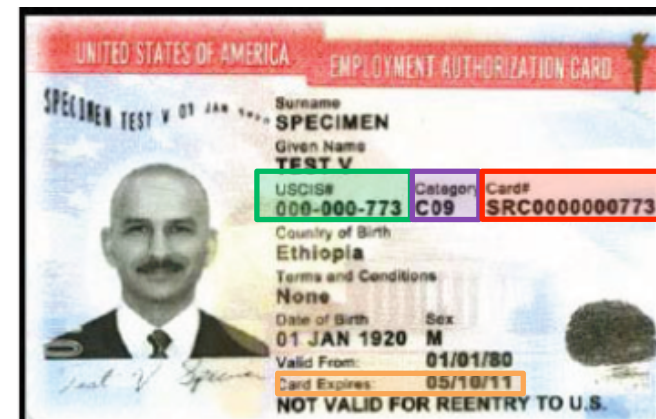 UNITED STATES OF AMERICA EMPLOYMENT AUTHORIZATION CARD
SPECIMEN TEST V 01 JAN
Surname
SPECIMEN
Given Name
TEST V
USCIS# Category Card#
000-000-773 C09 SRC0000000773
Country of Birth
Ethiopia
Terms and Conditions
None
Date of Birth Sex
01 JAN 1920 M
Valid From: 01/01/80
Card Expires: 05/10/11
NOT VALID FOR REENTRY TO U.S.
Test V Specimen